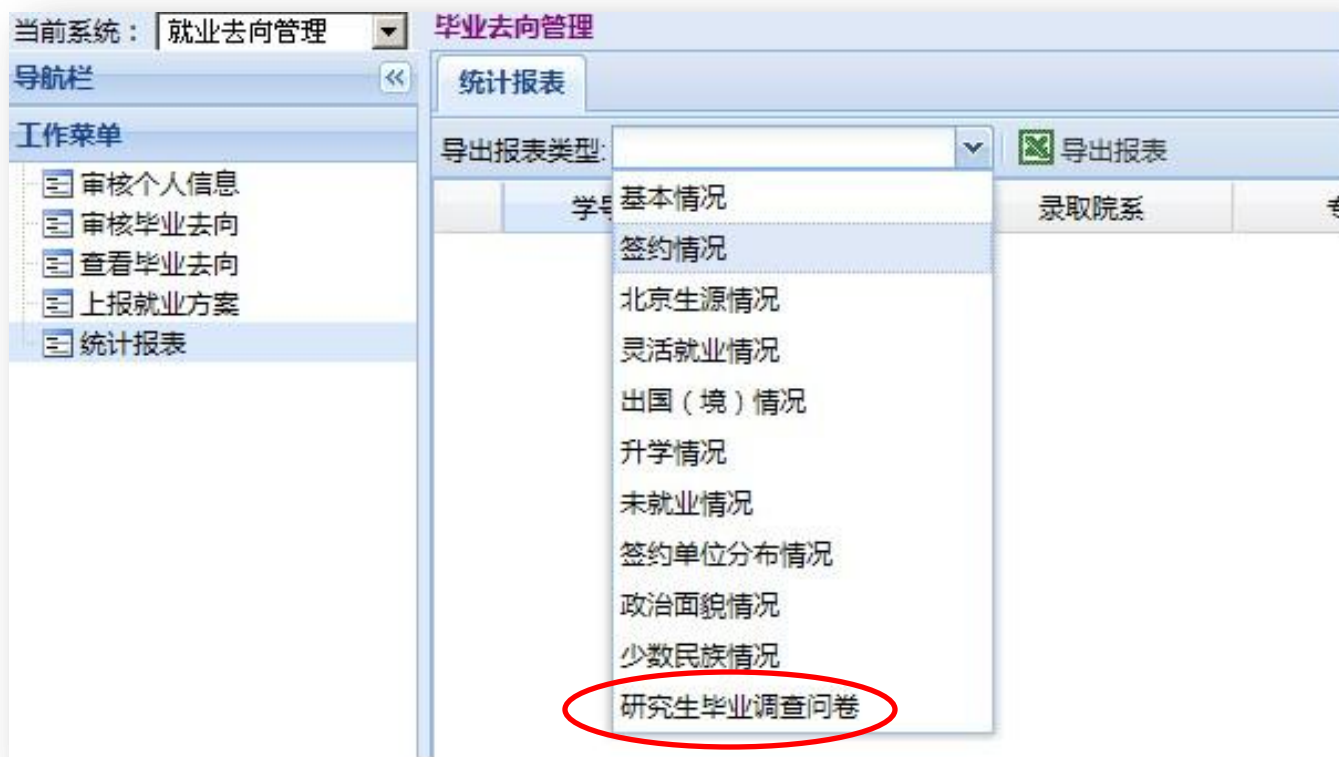 当前系统： 就业去向管理
毕业去向管理
导航栏
统计报表
工作菜单
导出报表类型: 导出报表
审核个人信息
审核毕业去向
查看毕业去向
上报就业方案
统计报表
学号 录取院系
基本情况
签约情况
北京生源情况
灵活就业情况
出国（境）情况
升学情况
未就业情况
签约单位分布情况
政治面貌情况
少数民族情况
研究生毕业调查问卷